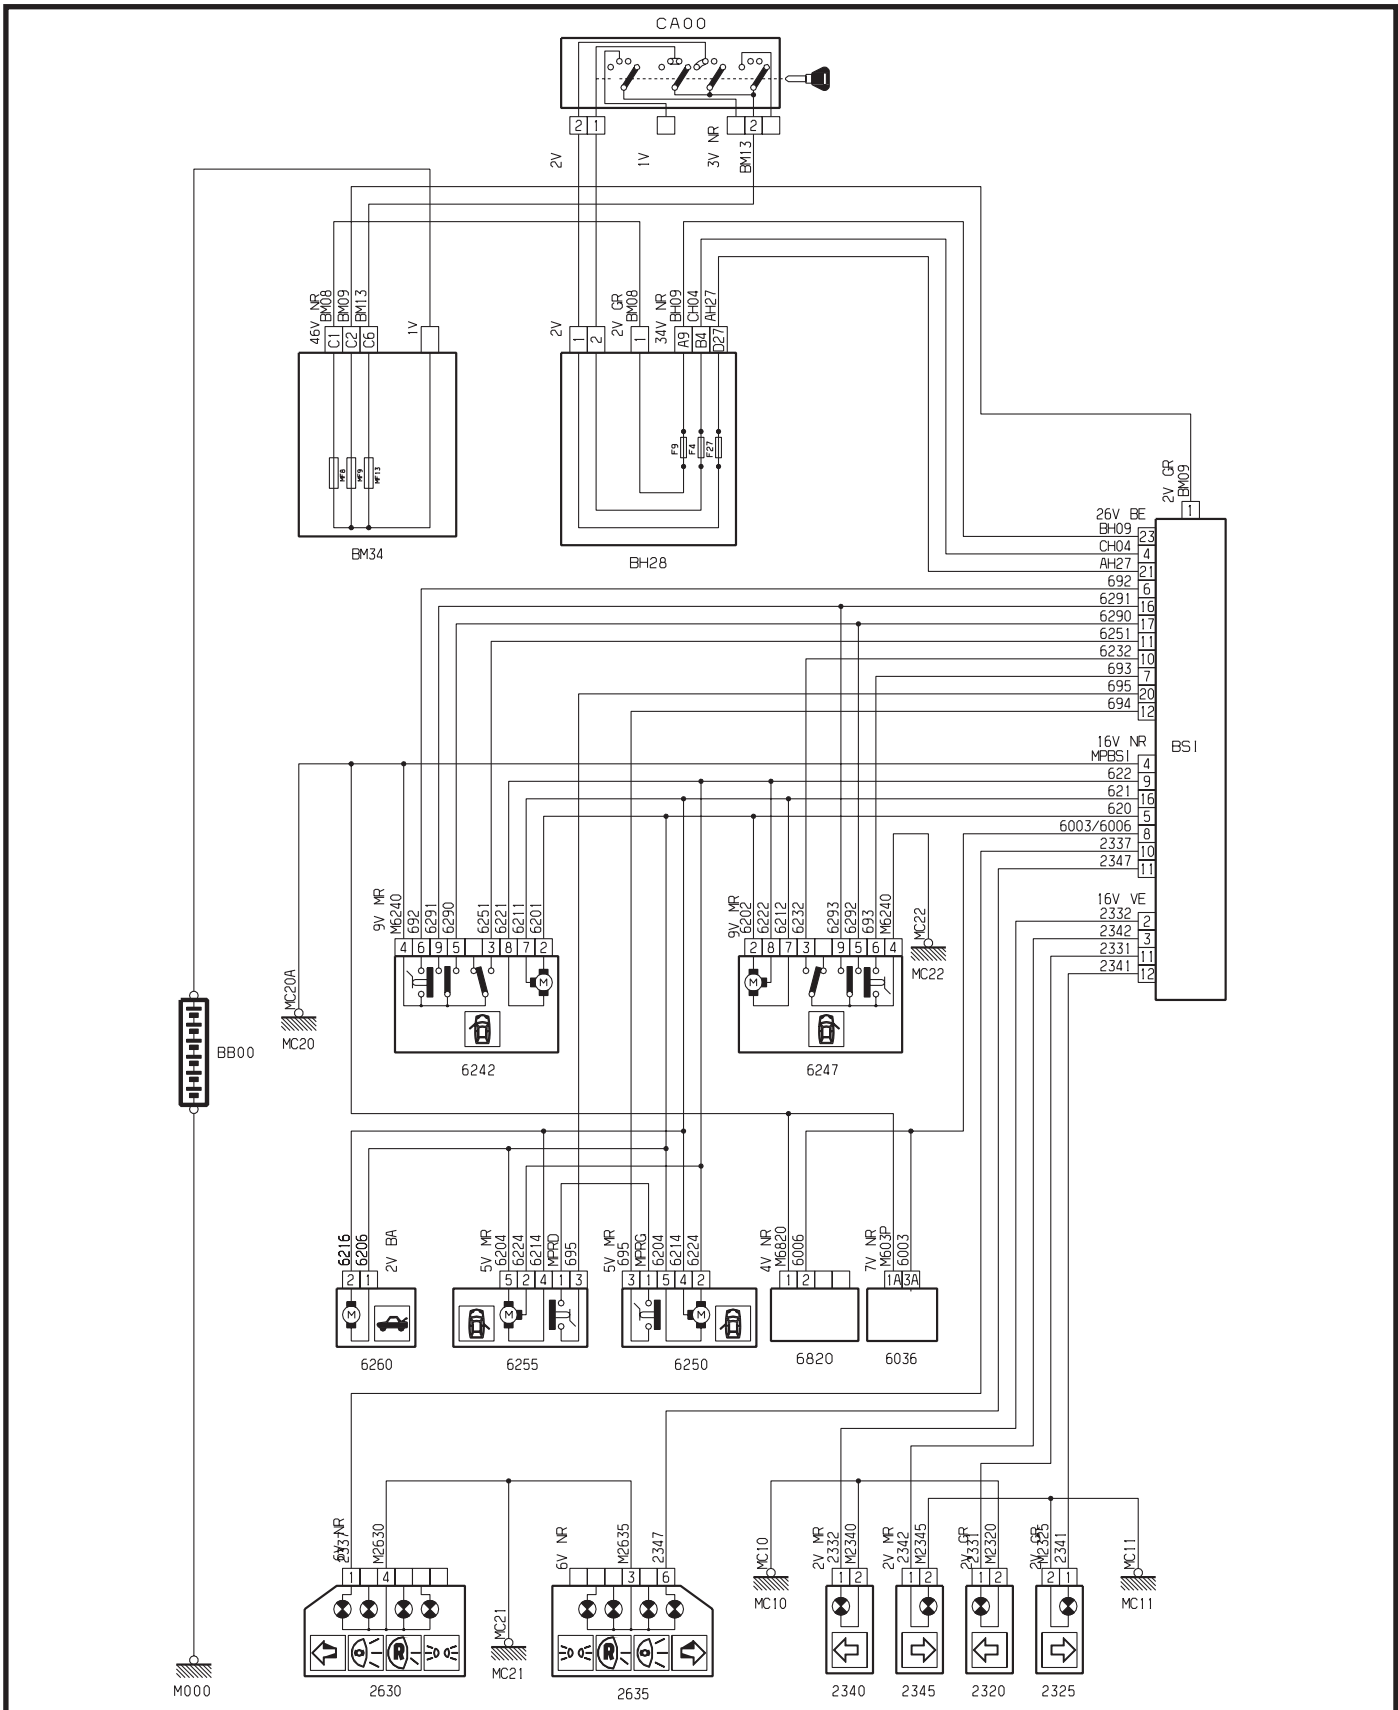 CA00
2 1 2
2V 1V 3V NR BM13
46V NR BM08 BM09 BM13 1V
C1 C2 C6
2V 2V GR BM08 34V NR BH09 CH04 AH27
1 2 1 A9 B4 D27
MF8 MF9 MF13
F9 F4 F27
BM34
BH28
2V GR BM09
1
26V BE
BH09 23
CH04 4
AH27 21
692 6
6291 16
6290 17
6251 11
6232 10
693 7
695 20
694 12
BSI
16V NR
MPBSI 4
622 9
621 16
620 5
6003/6006 8
2337 10
2347 11
16V VE
2332 2
2342 3
2331 11
2341 12
9V MR M6240 692 6291 6290 6251 6221 6211 6201
4 6 9 5 3 8 7 2
M
6242
9V MR 6202 6222 6212 6232 6293 6292 693 M6240
2 8 7 3 9 5 6 4
M
6247
MC22
MC22
MC20A
MC20
BB00
6216 6206 2V BA
2 1
M
6260
5V MR 6204 6224 6214 MPRD 695
5 2 4 1 3
M
6255
5V MR 695 MPRG 6204 6214 6224
3 1 5 4 2
M
6250
4V NR M6820 6006
1 2
6820
7V NR M603P 6003
1A 3A
6036
6V NR 2337 M2630
1 4
R
2630
MC21
MC21
6V NR M2635 2347
3 6
R
2635
MC10
MC10
2V MR 2332 M2340
1 2
2340
2V MR 2342 M2345
1 2
2345
2V GR 2331 M2320
1 2
2320
2V GR M2325 2341
2 1
2325
MC11
MC11
M000